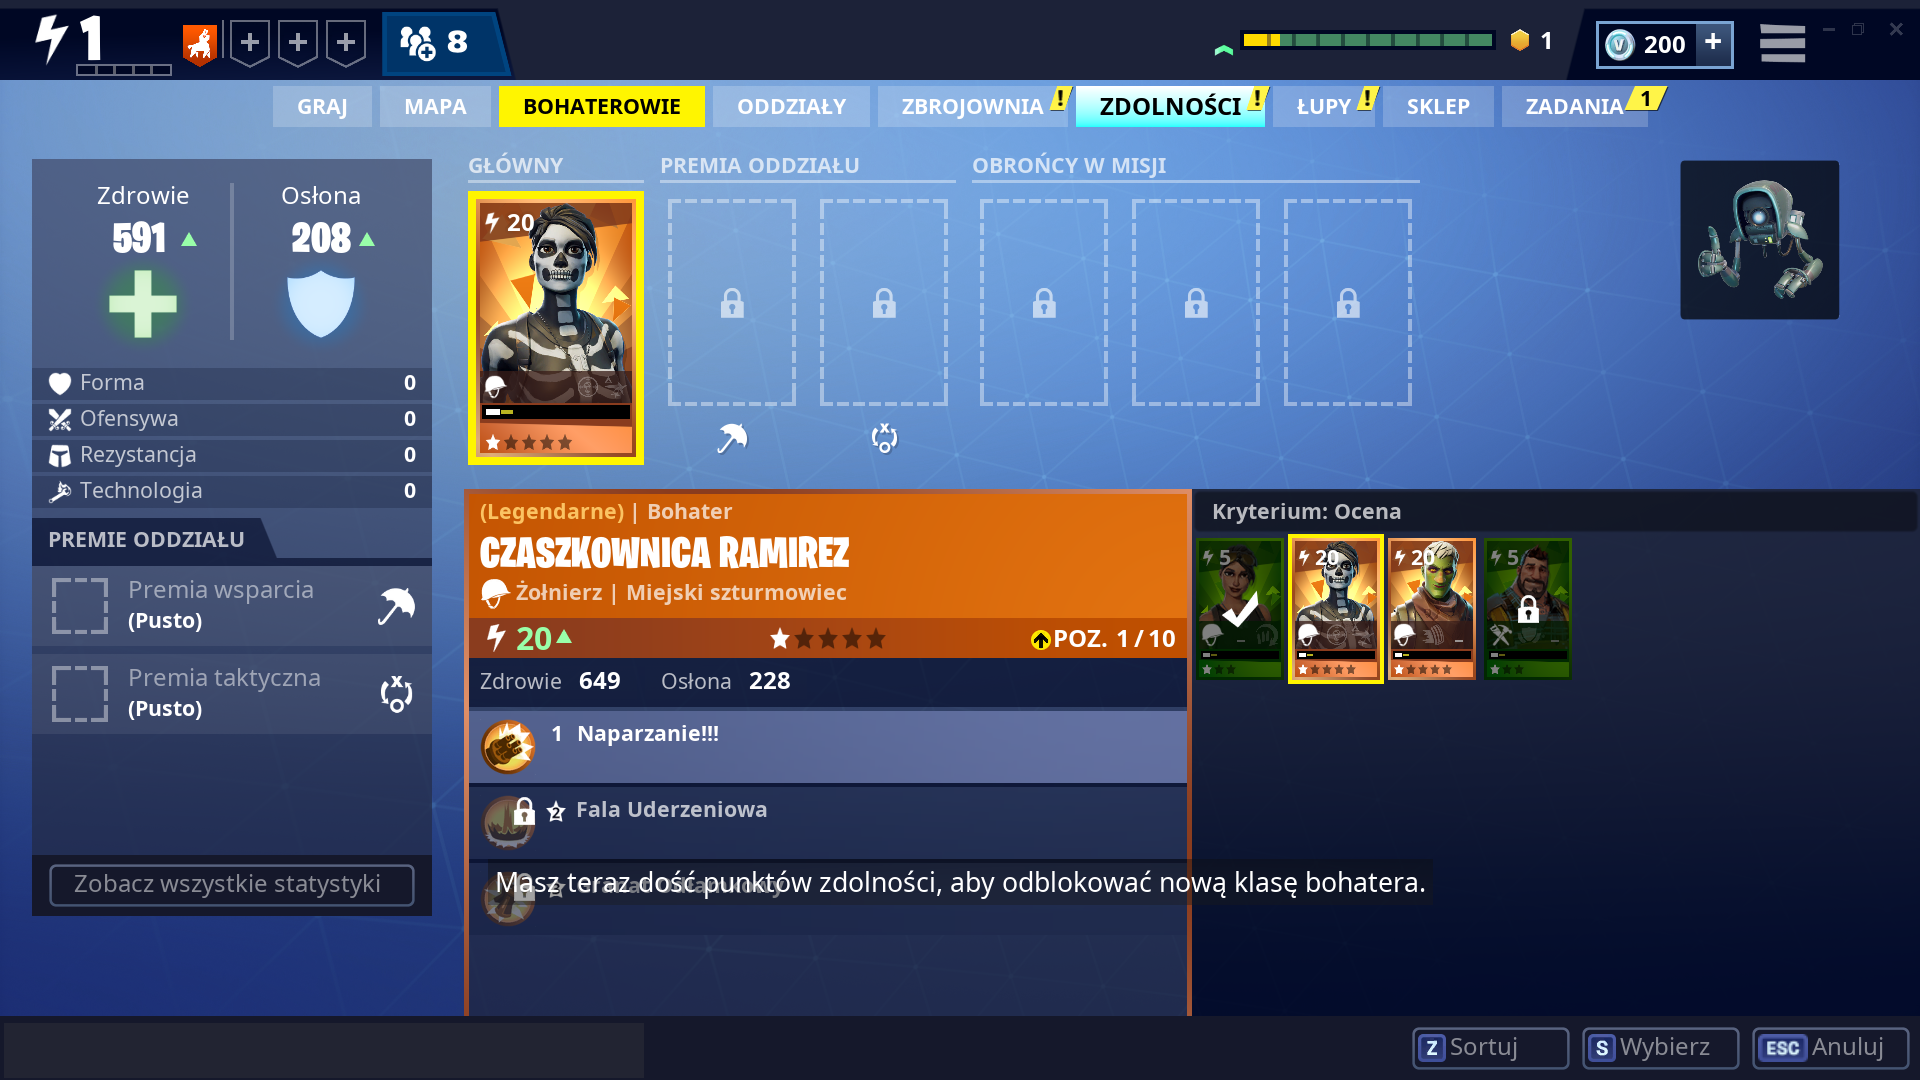 1
8
1
200
GRAJ
MAPA
BOHATEROWIE
ODDZIAŁY
ZBROJOWNIA !
ZDOLNOŚCI !
ŁUPY !
SKLEP
ZADANIA 1
Zdrowie
591
Osłona
208
Forma 0
Ofensywa 0
Rezystancja 0
Technologia 0
PREMIE ODDZIAŁU
Premia wsparcia
(Pusto)
Premia taktyczna
(Pusto)
Zobacz wszystkie statystyki
GŁÓWNY
PREMIA ODDZIAŁU
OBROŃCY W MISJI
20
(Legendarne) | Bohater
CZASZKOWNICA RAMIREZ
Żołnierz | Miejski szturmowiec
20
POZ. 1 / 10
Zdrowie 649 Osłona 228
1 Naparzanie!!!
2 Fala Uderzeniowa
Masz teraz dość punktów zdolności, aby odblokować nową klasę bohatera.
Kryterium: Ocena
5
20
20
5
Z Sortuj
S Wybierz
ESC Anuluj